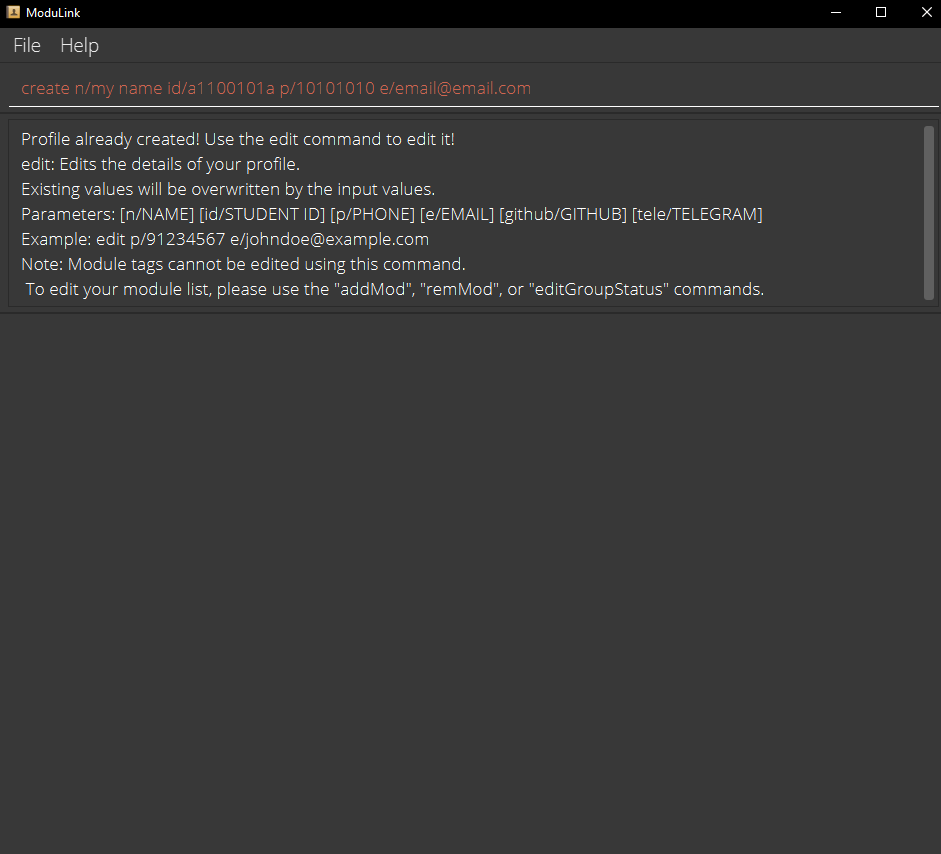 ModuLink
File Help
create n/my name id/a1100101a p/10101010 e/email@email.com
Profile already created! Use the edit command to edit it!
edit: Edits the details of your profile.
Existing values will be overwritten by the input values.
Parameters: [n/NAME] [id/STUDENT ID] [p/PHONE] [e/EMAIL] [github/GITHUB] [tele/TELEGRAM]
Example: edit p/91234567 e/johndoe@example.com
Note: Module tags cannot be edited using this command.
To edit your module list, please use the "addMod", "remMod", or "editGroupStatus" commands.